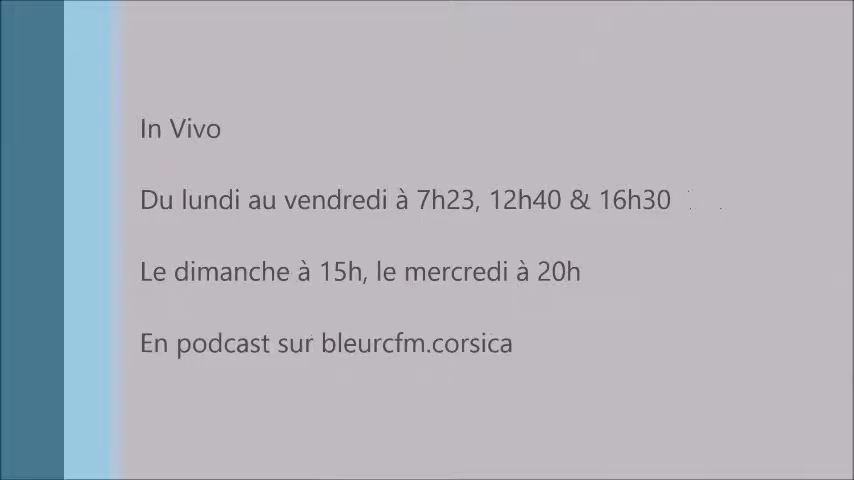 In Vivo
Du lundi au vendredi à 7h23, 12h40 & 16h30
Le dimanche à 15h, le mercredi à 20h
En podcast sur bleurcfm.corsica